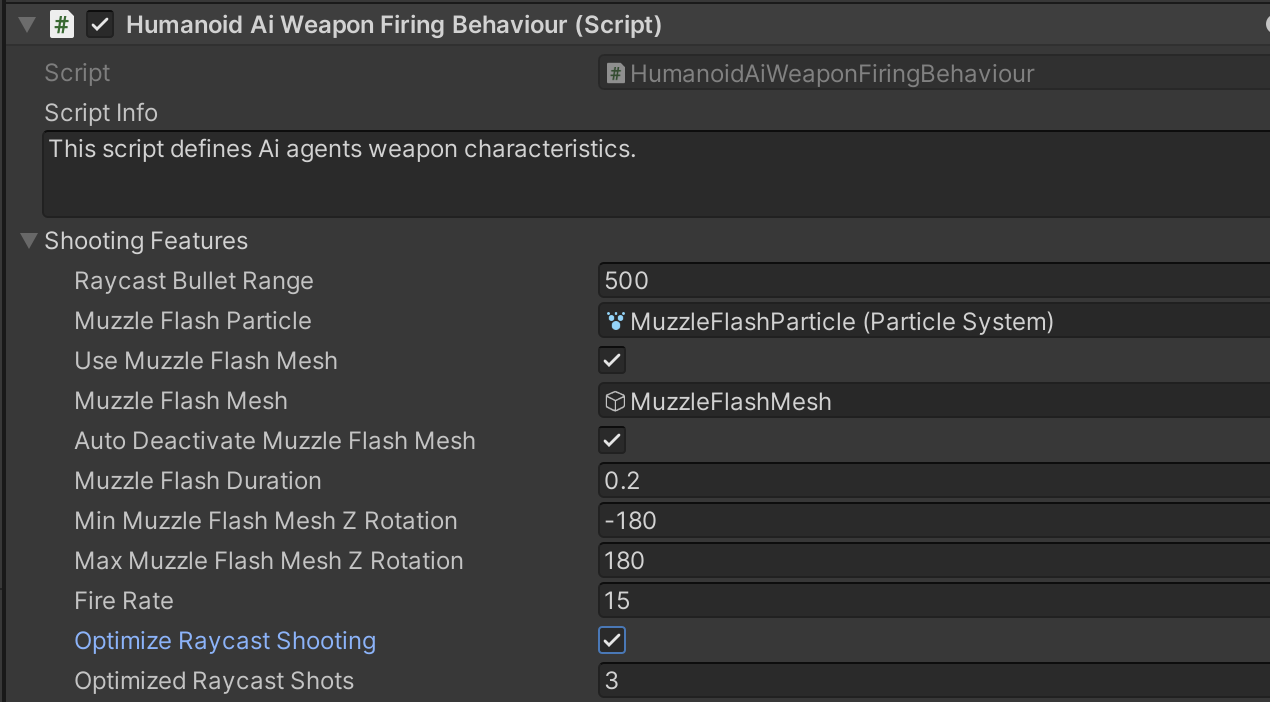 # Humanoid Ai Weapon Firing Behaviour (Script)
Script # HumanoidAiWeaponFiringBehaviour
Script Info
This script defines Ai agents weapon characteristics.
Shooting Features
Raycast Bullet Range 500
Muzzle Flash Particle MuzzleFlashParticle (Particle System)
Use Muzzle Flash Mesh
Muzzle Flash Mesh MuzzleFlashMesh
Auto Deactivate Muzzle Flash Mesh
Muzzle Flash Duration 0.2
Min Muzzle Flash Mesh Z Rotation -180
Max Muzzle Flash Mesh Z Rotation 180
Fire Rate 15
Optimize Raycast Shooting
Optimized Raycast Shots 3